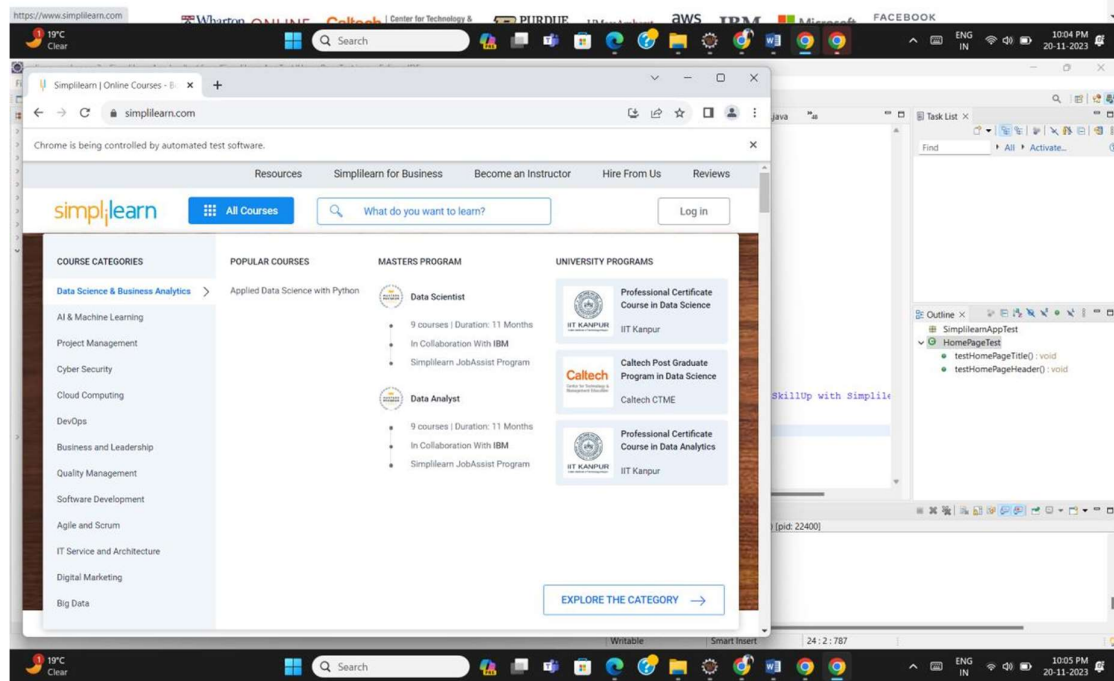 https://www.simplilearn.com
Wharton ONLINE Caltech Center for Technology & PURDUE aws IBM Microsoft FACEBOOK
19°C
Clear
Search
ENG
IN
10:04 PM
20-11-2023
Simplilearn | Online Courses - B
simplilearn.com
Chrome is being controlled by automated test software.
Resources Simplilearn for Business Become an Instructor Hire From Us Reviews
simplilearn All Courses What do you want to learn? Log in
COURSE CATEGORIES
Data Science & Business Analytics
AI & Machine Learning
Project Management
Cyber Security
Cloud Computing
DevOps
Business and Leadership
Quality Management
Software Development
Agile and Scrum
IT Service and Architecture
Digital Marketing
Big Data
POPULAR COURSES
Applied Data Science with Python
MASTERS PROGRAM
Data Scientist
9 courses | Duration: 11 Months
In Collaboration With IBM
Simplilearn JobAssist Program
Data Analyst
9 courses | Duration: 11 Months
In Collaboration With IBM
Simplilearn JobAssist Program
UNIVERSITY PROGRAMS
Professional Certificate
Course in Data Science
IIT KANPUR
IIT Kanpur
Caltech Post Graduate
Program in Data Science
Caltech
Caltech CTME
Professional Certificate
Course in Data Analytics
IIT KANPUR
IIT Kanpur
EXPLORE THE CATEGORY
.java
Task List
Find All Activate...
Outline
SimplilearnAppTest
HomePageTest
testHomePageTitle() : void
testHomePageHeader() : void
SkillUp with Simplile
) [pid: 22400]
Writable Smart Insert 24 : 2 : 787
19°C
Clear
Search
ENG
IN
10:05 PM
20-11-2023